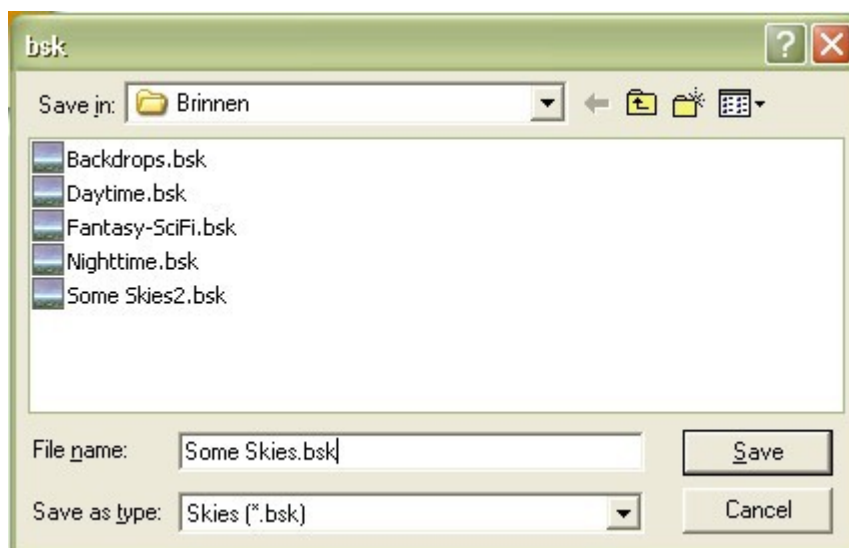 bsk
Save in: Brinnen
Backdrops.bsk
Daytime.bsk
Fantasy-SciFi.bsk
Nighttime.bsk
Some Skies2.bsk
File name: Some Skies.bsk Save
Save as type: Skies (*.bsk) Cancel